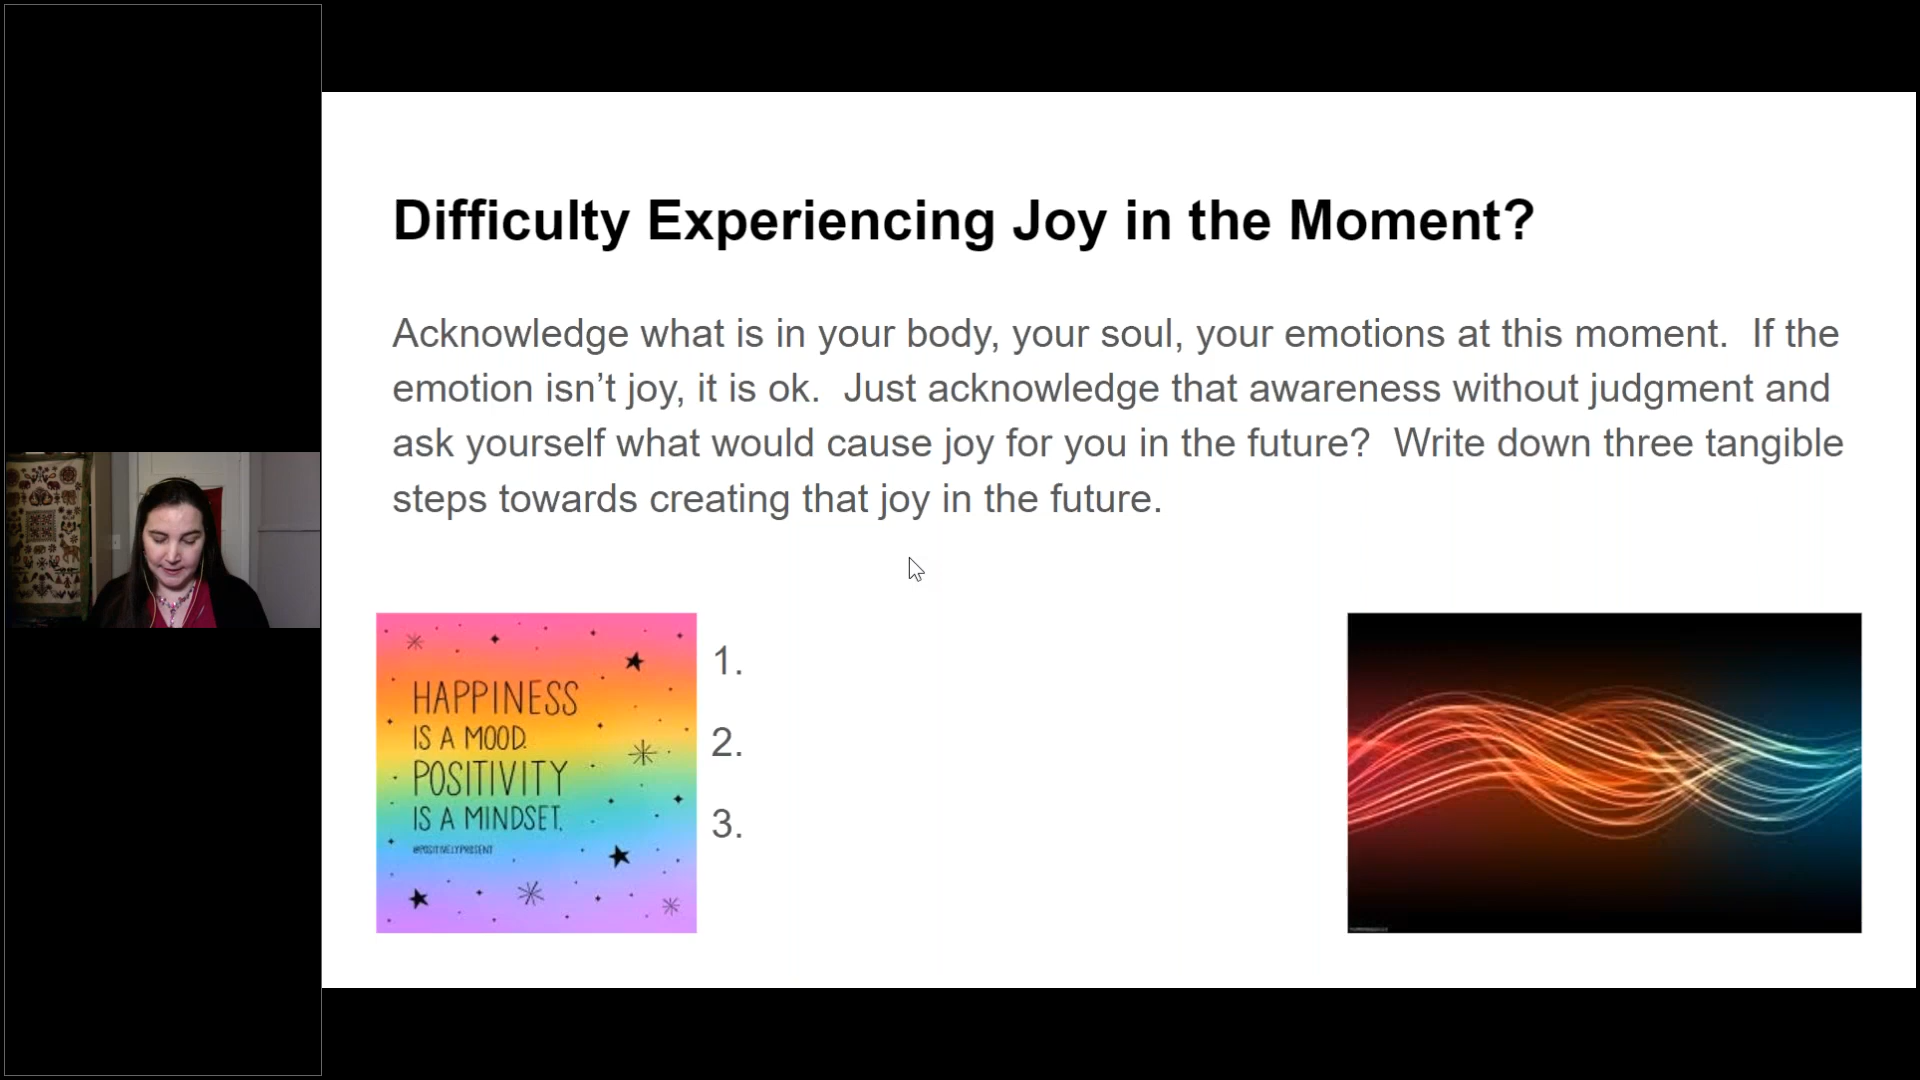 Difficulty Experiencing Joy in the Moment?
Acknowledge what is in your body, your soul, your emotions at this moment.  If the
emotion isn’t joy, it is ok.  Just acknowledge that awareness without judgment and
ask yourself what would cause joy for you in the future?  Write down three tangible
steps towards creating that joy in the future.
HAPPINESS
IS A MOOD.
POSITIVITY
IS A MINDSET.
@POSITIVELYPRESENT
1.
2.
3.